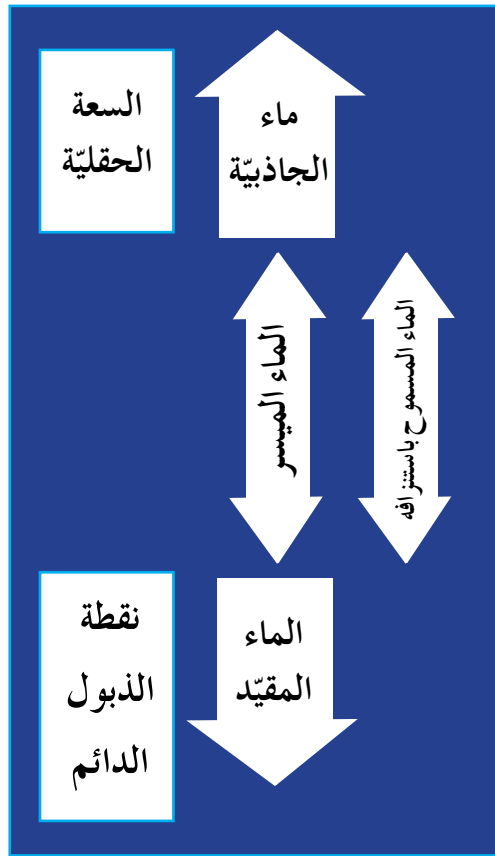 السعة
الحقليّة
ماء
الجاذبيّة
الماء الميسر
الماء المسموح باستنزافه
نقطة
الذبول
الدائم
الماء
المقيّد